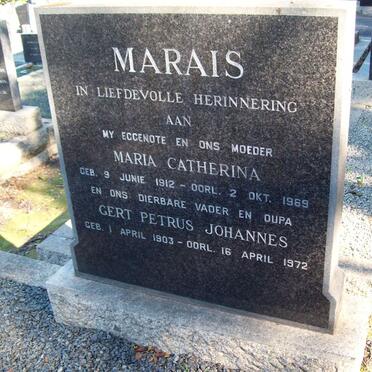 MARAIS
IN LIEFDEVOLLE HERINNERING
AAN
MY EGGENOTE EN ONS MOEDER
MARIA CATHERINA
GEB. 9 JUNIE 1912 - OORL. 2 OKT. 1969
EN ONS DIERBARE VADER EN OUPA
GERT PETRUS JOHANNES
GEB. 1 APRIL 1903 - OORL. 16 APRIL 1972